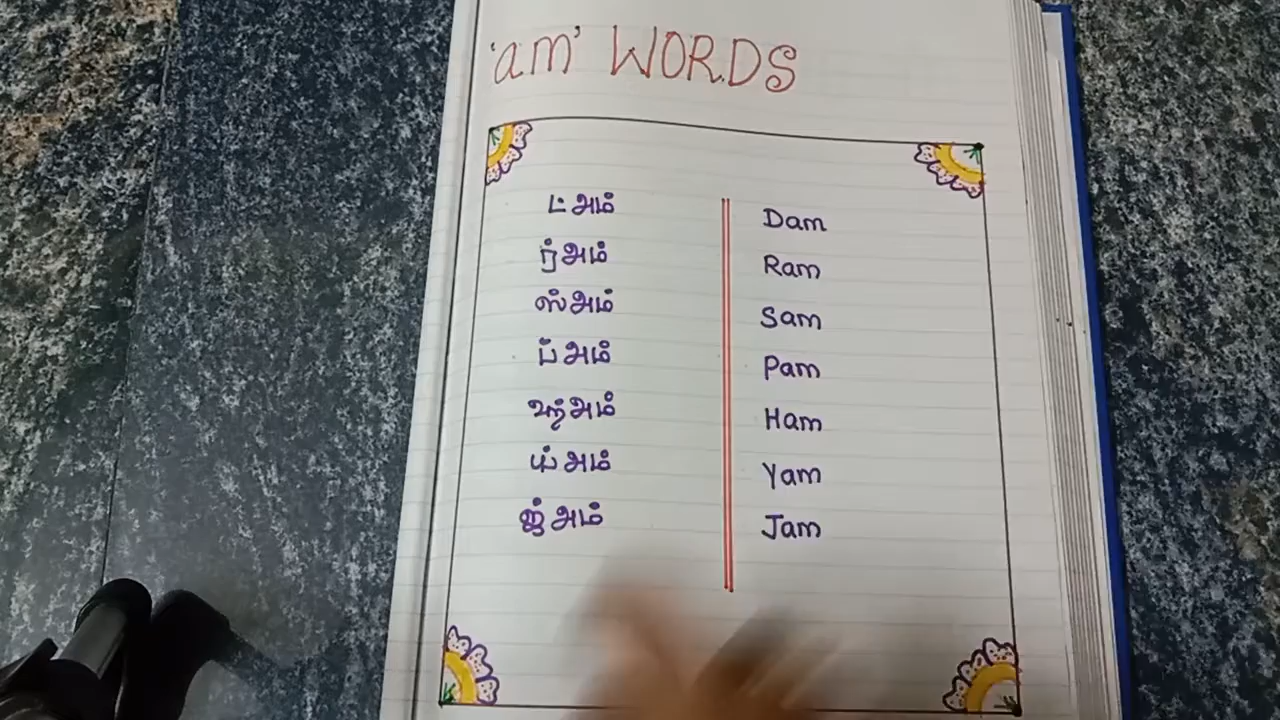 'am' WORDS
ட்அம் Dam
ர்அம் Ram
ஸ்அம் Sam
ப்அம் Pam
ஹ்அம் Ham
ய்அம் Yam
ஜ்அம் Jam